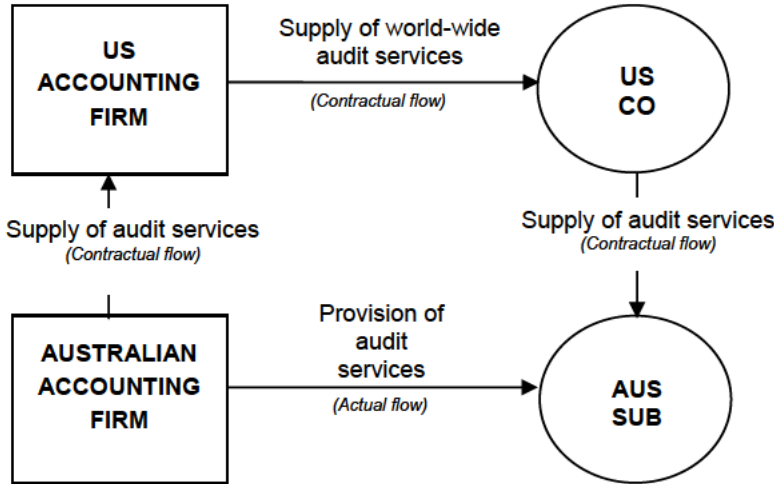 US
ACCOUNTING
FIRM
Supply of world-wide
audit services
(Contractual flow)
US
CO
Supply of audit services
(Contractual flow)
Supply of audit services
(Contractual flow)
AUSTRALIAN
ACCOUNTING
FIRM
Provision of
audit
services
(Actual flow)
AUS
SUB